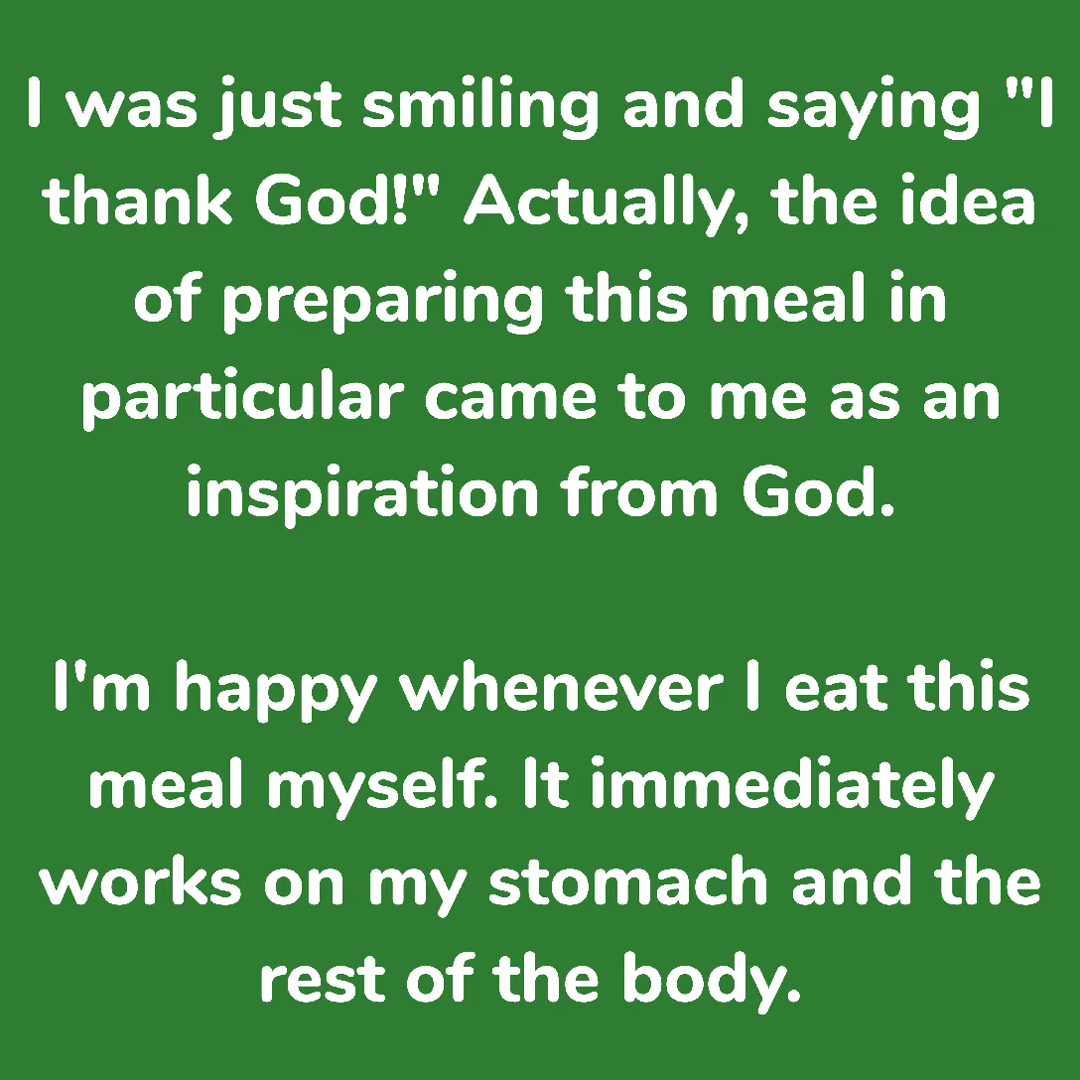 I was just smiling and saying "I
thank God!" Actually, the idea
of preparing this meal in
particular came to me as an
inspiration from God.
I'm happy whenever I eat this
meal myself. It immediately
works on my stomach and the
rest of the body.